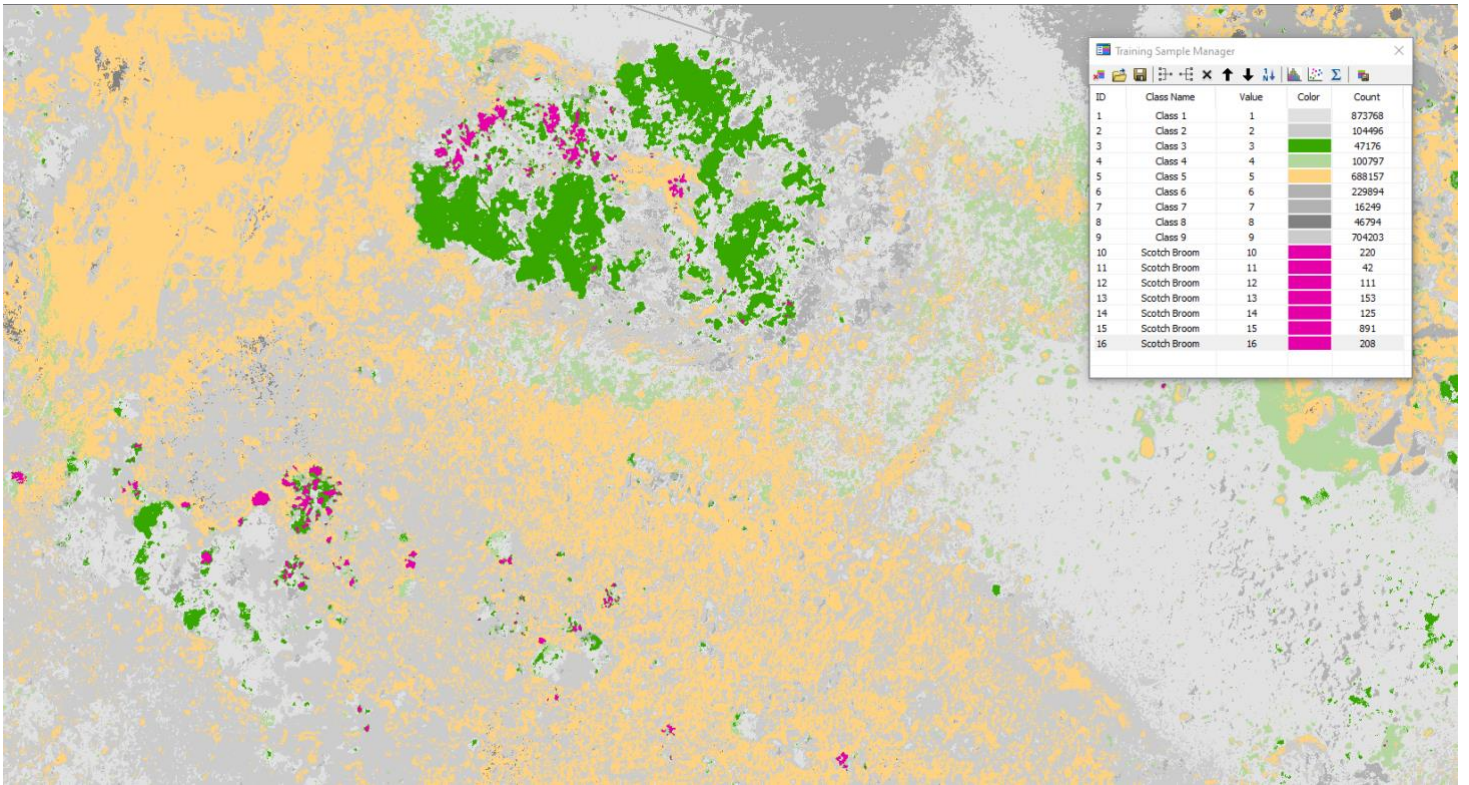 Training Sample Manager
ID Class Name Value Color Count
1 Class 1 1 873768
2 Class 2 2 104496
3 Class 3 3 47176
4 Class 4 4 100797
5 Class 5 5 688157
6 Class 6 6 229894
7 Class 7 7 16249
8 Class 8 8 46794
9 Class 9 9 704203
10 Scotch Broom 10 220
11 Scotch Broom 11 42
12 Scotch Broom 12 111
13 Scotch Broom 13 153
14 Scotch Broom 14 125
15 Scotch Broom 15 891
16 Scotch Broom 16 208